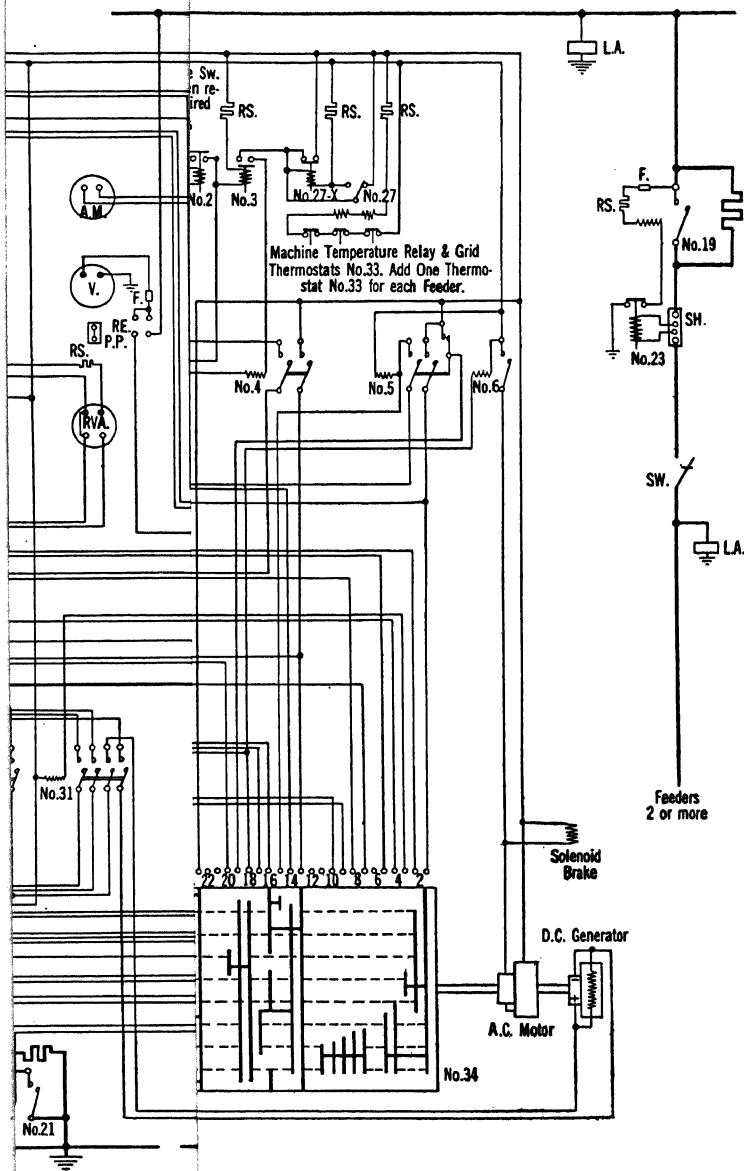 L.A.
e Sw.
n re-
ired
RS.
RS.
RS.
No.2
No.3
No.27-X
No.27
A.M.
F.
RS.
No.19
Machine Temperature Relay & Grid
Thermostats No.33. Add One Thermo-
stat No.33 for each Feeder.
V.
F.
RE.
P.P.
SH.
No.23
RS.
No.4
No.5
No.6
RVA.
SW.
L.A.
No.31
Feeders
2 or more
Solenoid
Brake
22 20 18 16 14 12 10 8 6 4 2
D.C. Generator
A.C. Motor
No.34
No.21